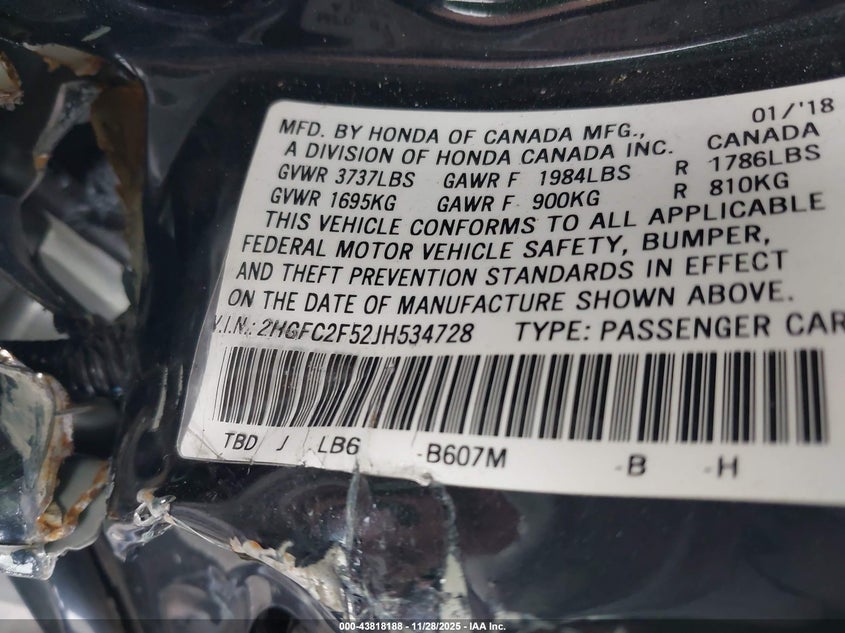 01/'18
MFD. BY HONDA OF CANADA MFG.,
A DIVISION OF HONDA CANADA INC. CANADA
GVWR 3737LBS GAWR F 1984LBS R 1786LBS
GVWR 1695KG GAWR F 900KG R 810KG
THIS VEHICLE CONFORMS TO ALL APPLICABLE
FEDERAL MOTOR VEHICLE SAFETY, BUMPER,
AND THEFT PREVENTION STANDARDS IN EFFECT
ON THE DATE OF MANUFACTURE SHOWN ABOVE.
V.I.N.: 2HGFC2F52JH534728 TYPE: PASSENGER CAR
TBD J LB6 -B607M -B -H
000-43818188 — 11/28/2025 - IAA Inc.